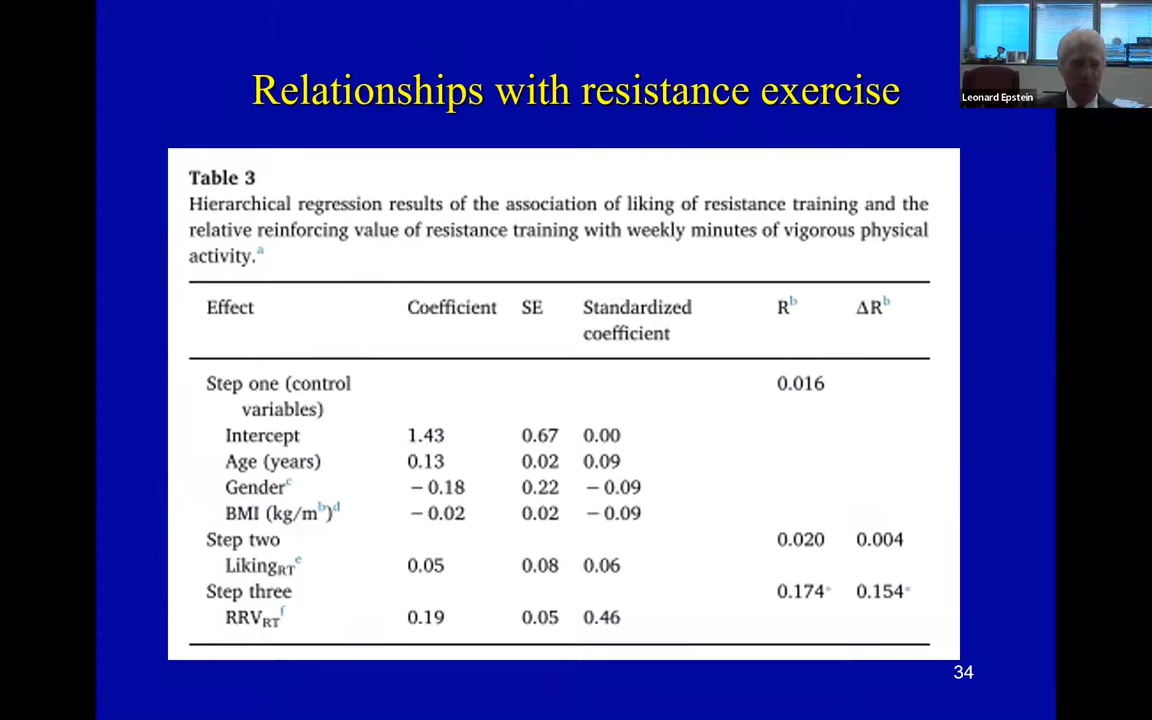 Relationships with resistance exercise
Leonard Epstein
Table 3
Hierarchical regression results of the association of liking of resistance training and the
relative reinforcing value of resistance training with weekly minutes of vigorous physical
activity.a
Effect Coefficient SE Standardized coefficient Rb ΔRb
Step one (control variables) 0.016
Intercept 1.43 0.67 0.00
Age (years) 0.13 0.02 0.09
Genderc − 0.18 0.22 − 0.09
BMI (kg/mb)d − 0.02 0.02 − 0.09
Step two 0.020 0.004
LikingRTe 0.05 0.08 0.06
Step three 0.174* 0.154*
RRVRTf 0.19 0.05 0.46
34